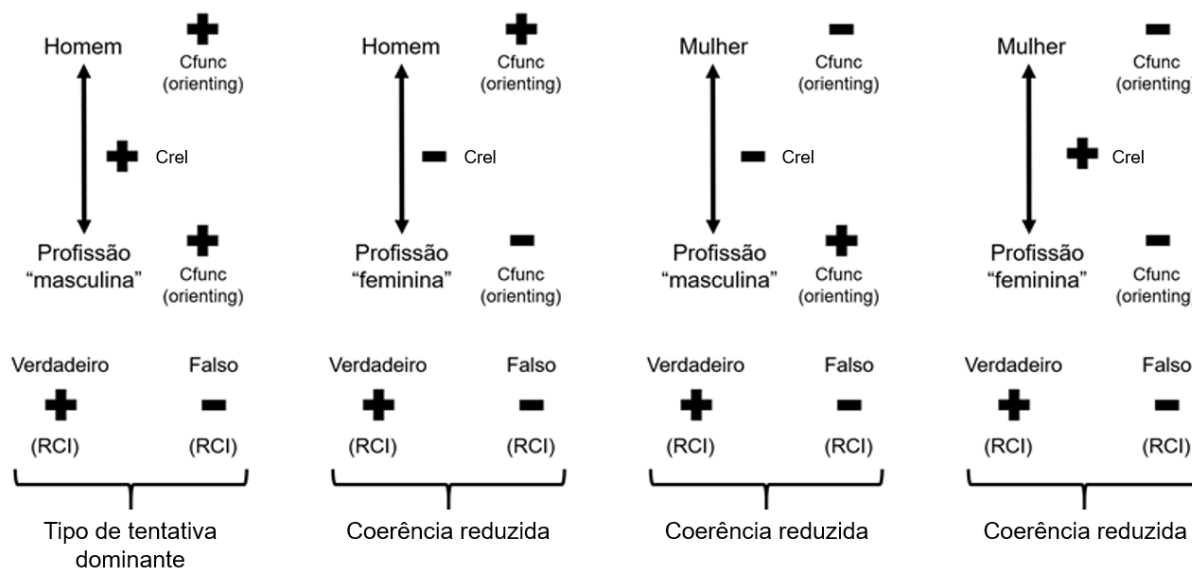 Homem
Cfunc
(orienting)
Crel
Profissão
“masculina”
Cfunc
(orienting)
Verdadeiro
Falso
(RCI)
(RCI)
Tipo de tentativa
dominante
Homem
Cfunc
(orienting)
Crel
Profissão
“feminina”
Cfunc
(orienting)
Verdadeiro
Falso
(RCI)
(RCI)
Coerência reduzida
Mulher
Cfunc
(orienting)
Crel
Profissão
“masculina”
Cfunc
(orienting)
Verdadeiro
Falso
(RCI)
(RCI)
Coerência reduzida
Mulher
Cfunc
(orienting)
Crel
Profissão
“feminina”
Cfunc
(orienting)
Verdadeiro
Falso
(RCI)
(RCI)
Coerência reduzida